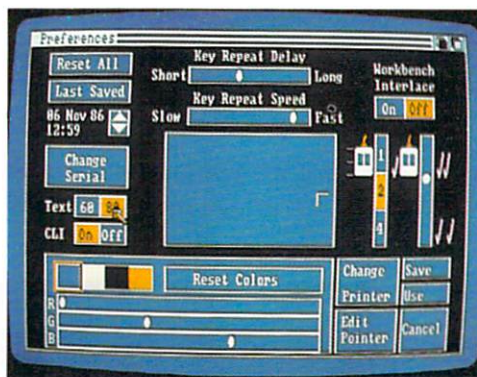 Preferences
Reset All
Last Saved
06 Nov 86
12:59
Change
Serial
Text 60 80
CLI On Off
Key Repeat Delay
Short Long
Key Repeat Speed
Slow Fast
Workbench
Interlace
On Off
1
2
4
Reset Colors
R
G
B
Change
Printer
Edit
Pointer
Save
Use
Cancel